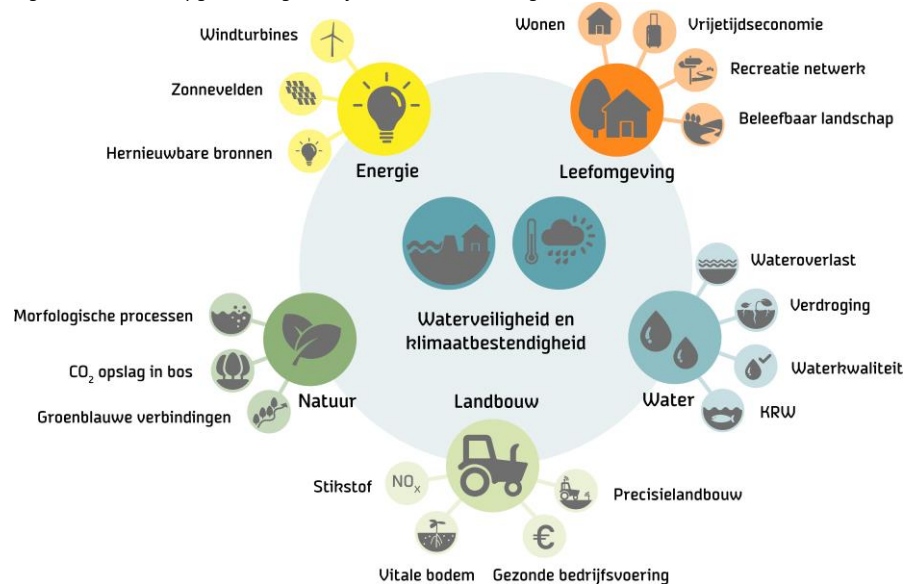 Windturbines
Zonnevelden
Hernieuwbare bronnen
Energie
Wonen
Vrijetijdseconomie
Recreatie netwerk
Beleefbaar landschap
Leefomgeving
Waterveiligheid en
klimaatbestendigheid
Wateroverlast
Verdroging
Waterkwaliteit
KRW
Water
Morfologische processen
CO₂ opslag in bos
Groenblauwe verbindingen
Natuur
Landbouw
Stikstof
NOₓ
Precisielandbouw
€
Vitale bodem
Gezonde bedrijfsvoering